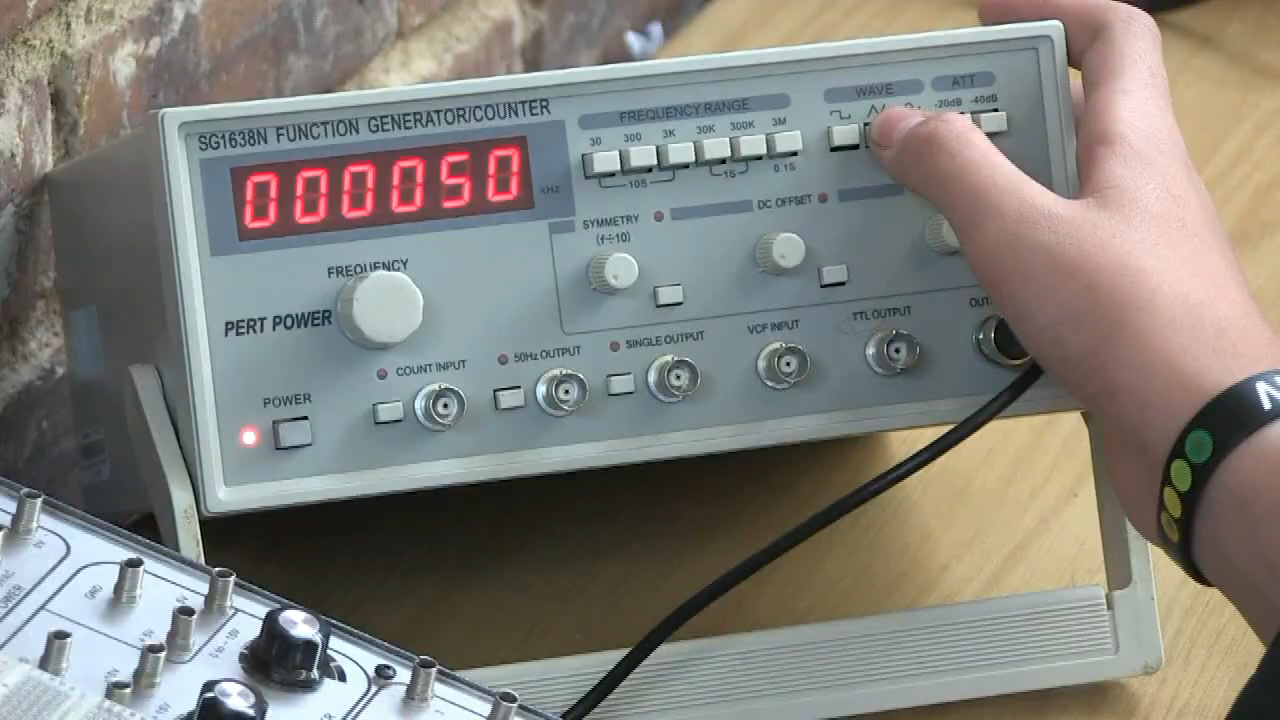 SG1638N FUNCTION GENERATOR/COUNTER
000050
kHz
FREQUENCY RANGE
30 300 3K 30K 300K 3M
10S 1S 0.1S
WAVE
ATT
-20dB -40dB
SYMMETRY
(f÷10)
DC OFFSET
FREQUENCY
PERT POWER
POWER
COUNT INPUT
50Hz OUTPUT
SINGLE OUTPUT
VCF INPUT
TTL OUTPUT
GND